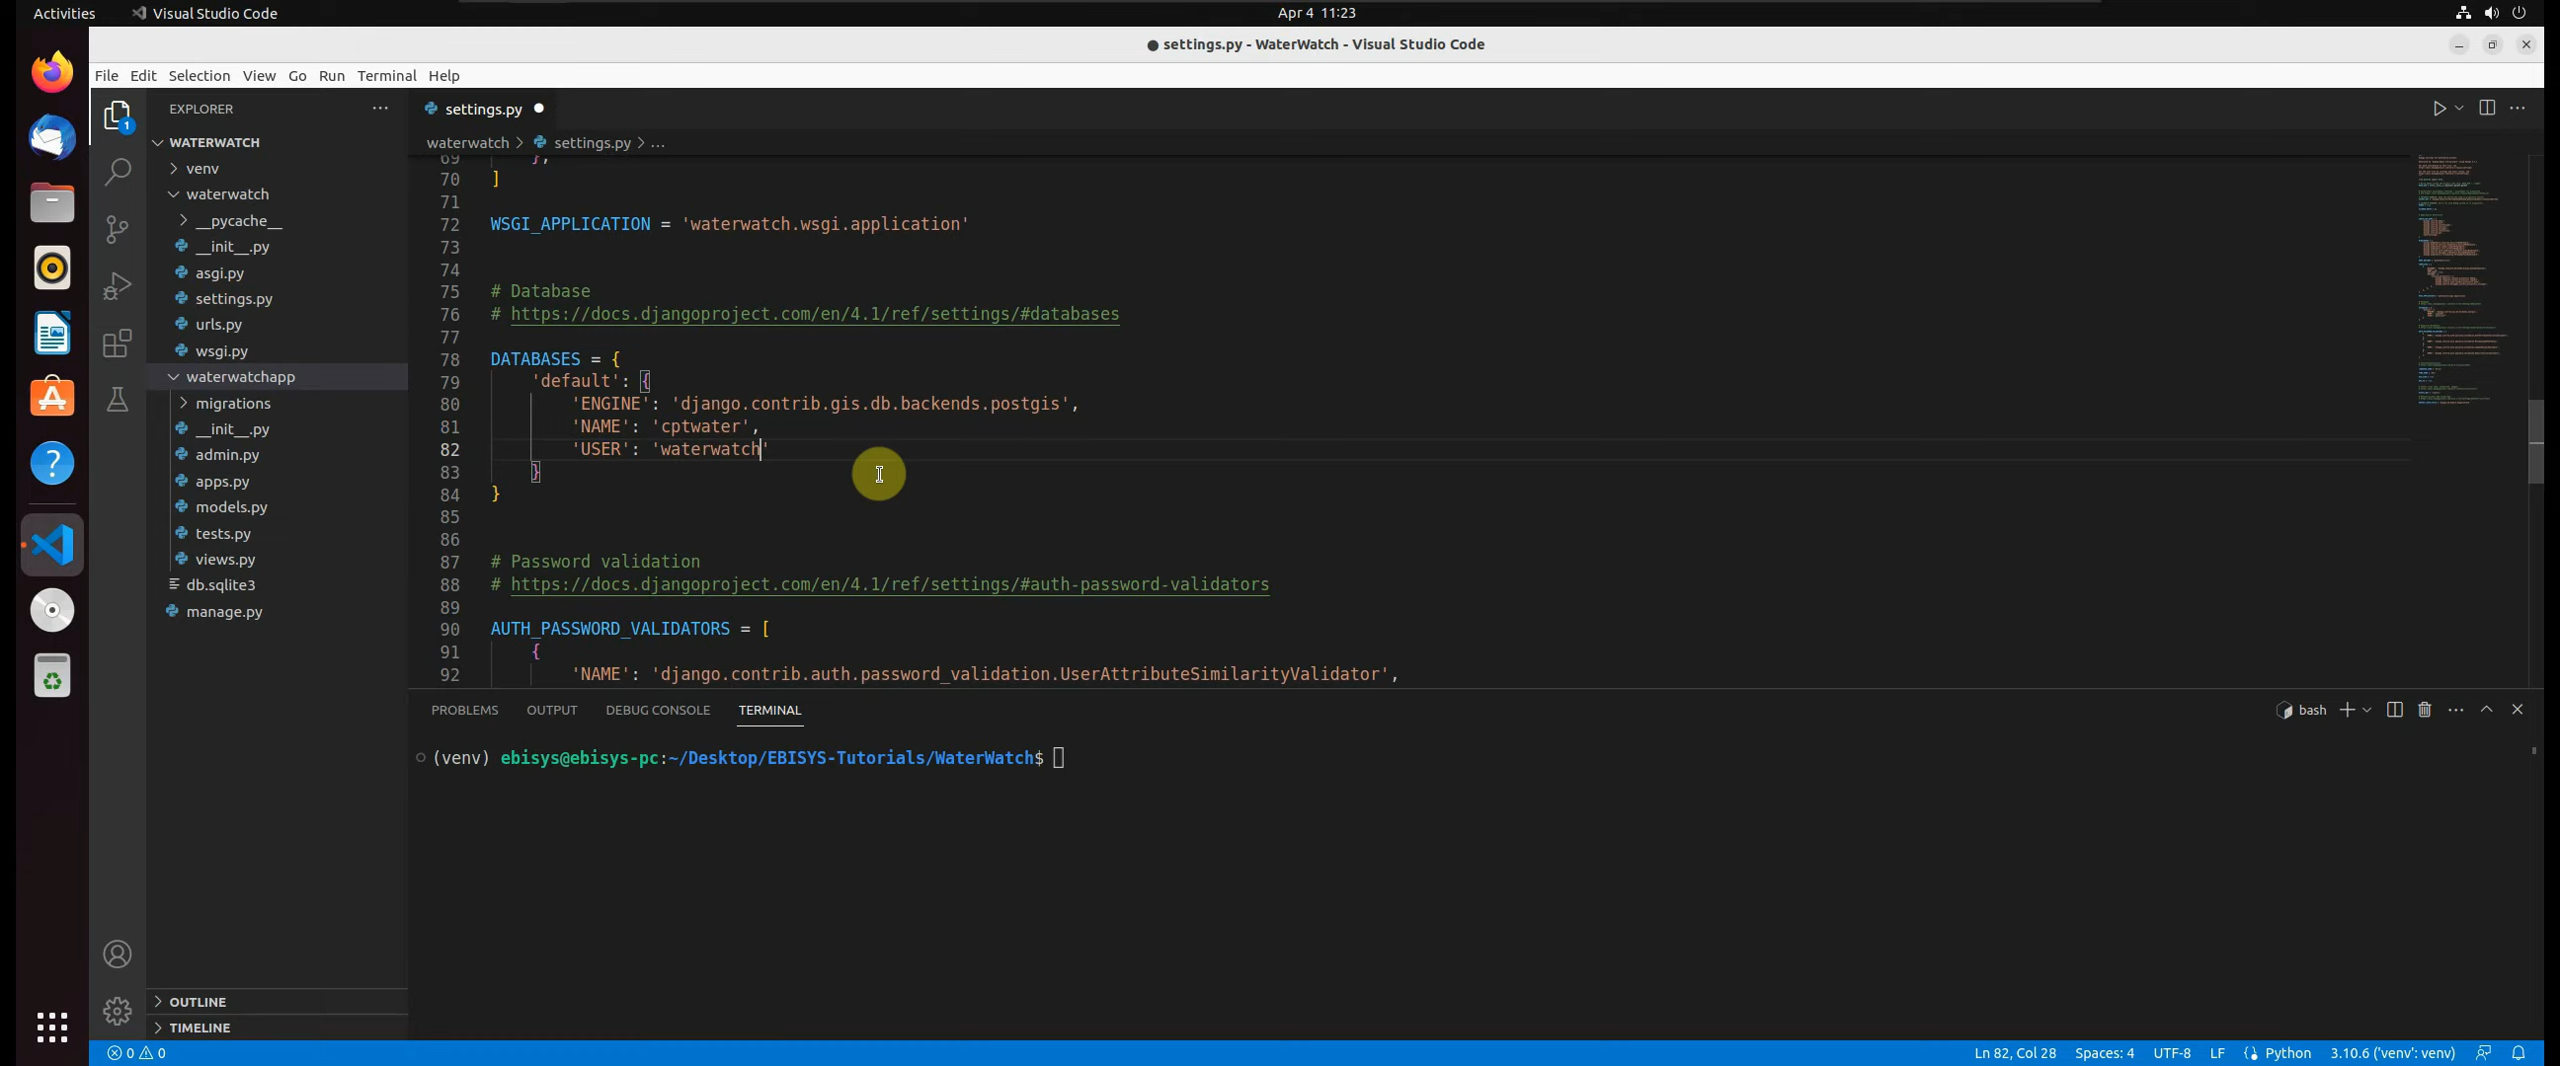 Activities Visual Studio Code Apr 4 11:23
● settings.py - WaterWatch - Visual Studio Code
File Edit Selection View Go Run Terminal Help
EXPLORER
1
WATERWATCH
venv
waterwatch
__pycache__
__init__.py
asgi.py
settings.py
urls.py
wsgi.py
waterwatchapp
migrations
__init__.py
admin.py
apps.py
models.py
tests.py
views.py
db.sqlite3
manage.py
OUTLINE
TIMELINE
settings.py
waterwatch > settings.py > ...
69 },
70 ]
71
72 WSGI_APPLICATION = 'waterwatch.wsgi.application'
73
74
75 # Database
76 # https://docs.djangoproject.com/en/4.1/ref/settings/#databases
77
78 DATABASES = {
79 'default': {
80 'ENGINE': 'django.contrib.gis.db.backends.postgis',
81 'NAME': 'cptwater',
82 'USER': 'waterwatch'
83 }
84 }
85
86
87 # Password validation
88 # https://docs.djangoproject.com/en/4.1/ref/settings/#auth-password-validators
89
90 AUTH_PASSWORD_VALIDATORS = [
91 {
92 'NAME': 'django.contrib.auth.password_validation.UserAttributeSimilarityValidator',
PROBLEMS OUTPUT DEBUG CONSOLE TERMINAL bash
(venv) ebisys@ebisys-pc:~/Desktop/EBISYS-Tutorials/WaterWatch$
0 0 Ln 82, Col 28 Spaces: 4 UTF-8 LF Python 3.10.6 ('venv': venv)